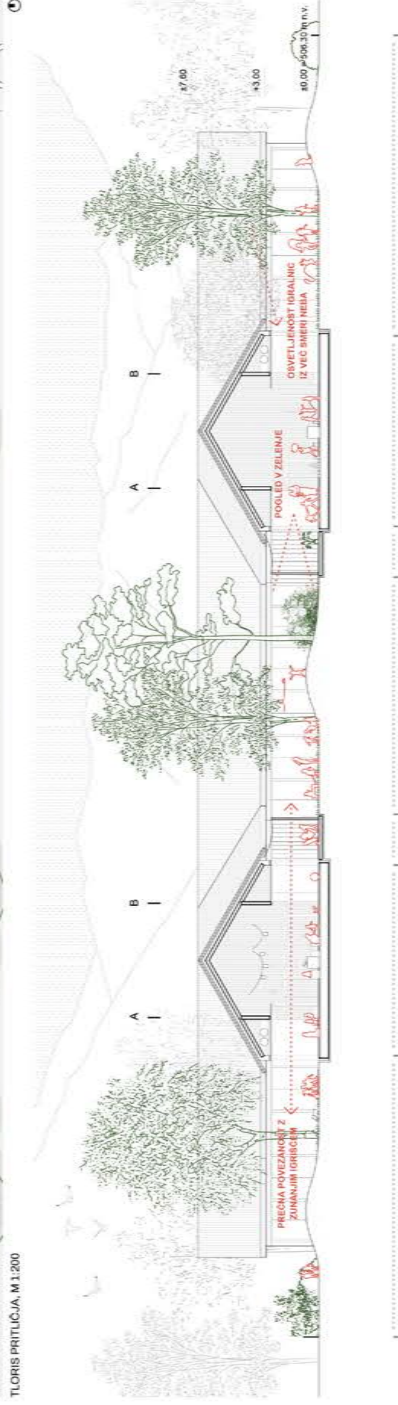 TLORIS PRITLIČJA, M 1:200
A
B
A
B
±7,60
+3,00
±0,00 = 506,30 m n.v.
PREČNA POVEZANOST Z
ZUNANJIM IGRIŠČEM
POGLED V ZELENJE
OSVETLJENOST IGRALNIC
IZ VEČ SMERI NEBA